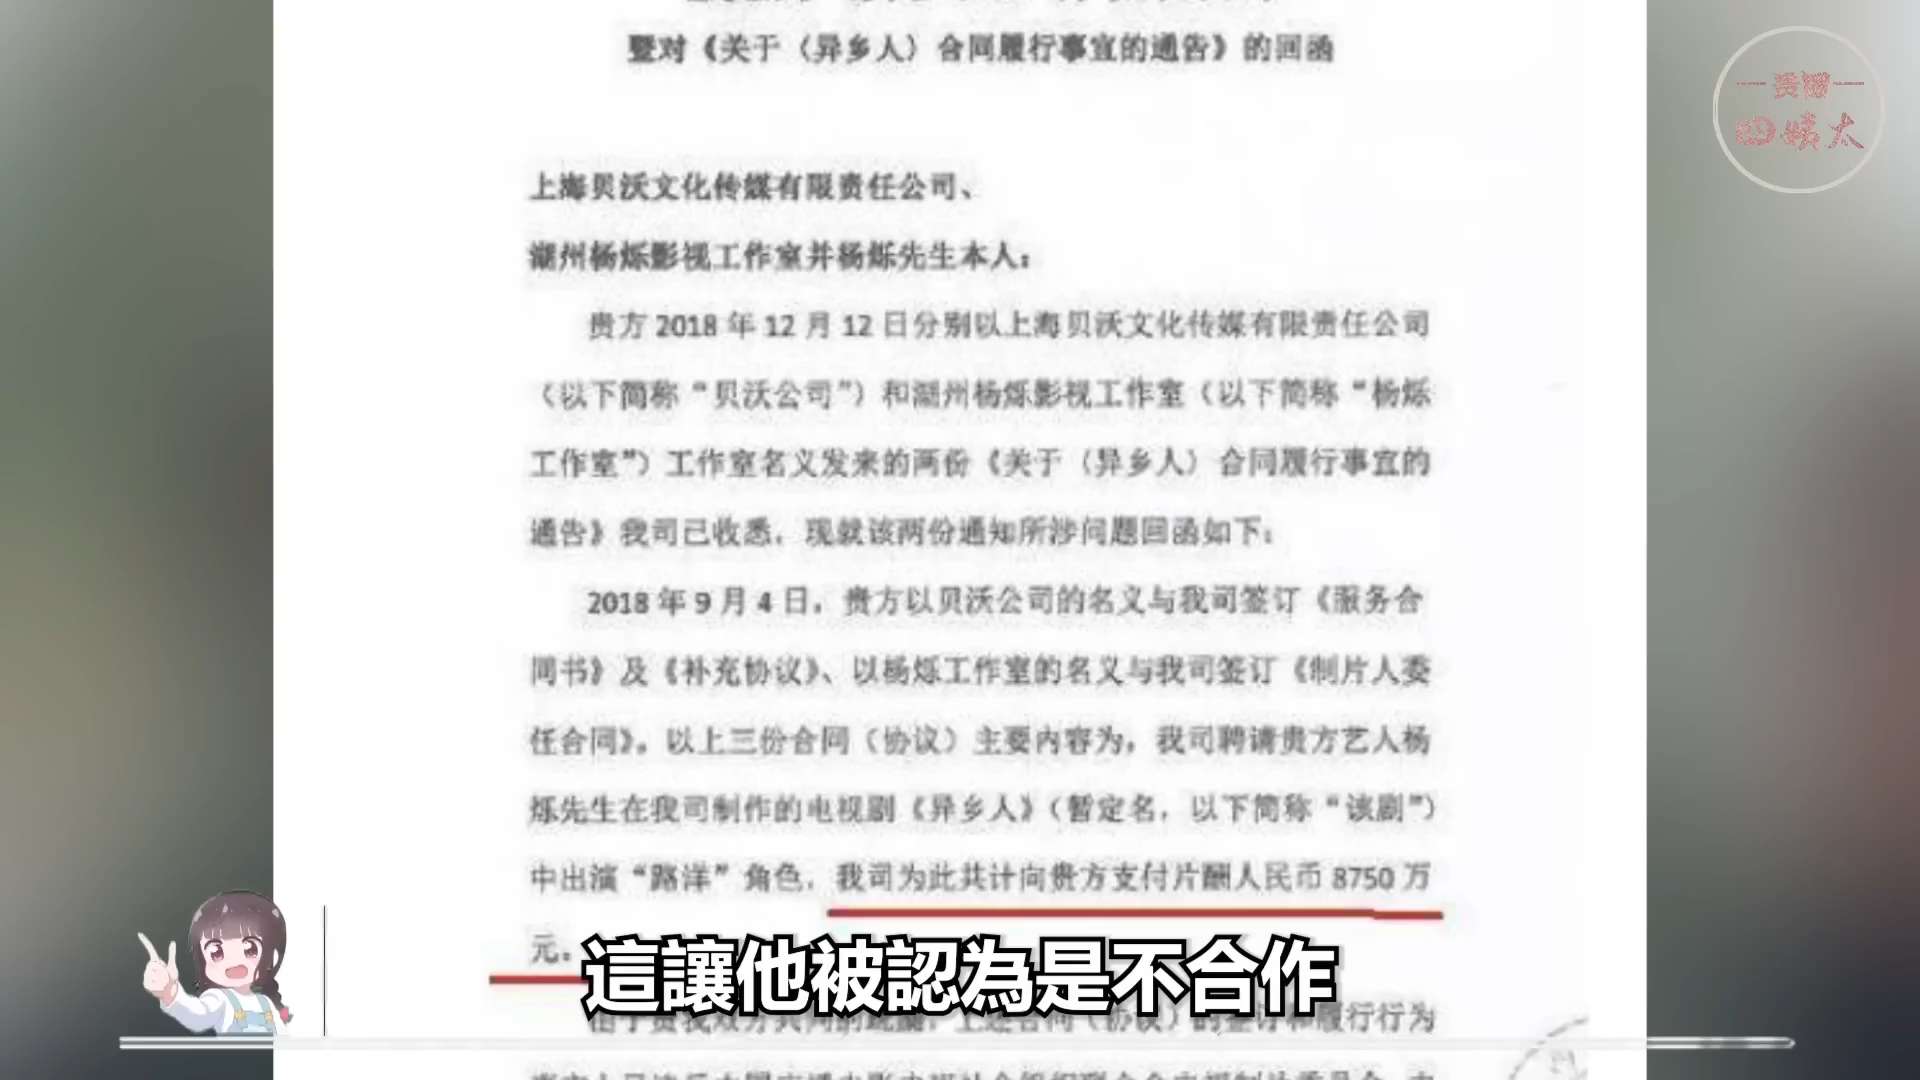 暨对《关于（异乡人）合同履行事宜的通告》的回函
四姨太
上海贝沃文化传媒有限责任公司、
湖州杨烁影视工作室并杨烁先生本人：
贵方2018年12月12日分别以上海贝沃文化传媒有限责任公司
（以下简称“贝沃公司”）和湖州杨烁影视工作室（以下简称“杨烁
工作室”）工作室名义发来的两份《关于（异乡人）合同履行事宜的
通告》我司已收悉，现就该两份通知所涉问题回函如下：
2018年9月4日，贵方以贝沃公司的名义与我司签订《服务合
同书》及《补充协议》、以杨烁工作室的名义与我司签订《制片人委
任合同》，以上三份合同（协议）主要内容为，我司聘请贵方艺人杨
烁先生在我司制作的电视剧《异乡人》（暂定名，以下简称“该剧”）
中出演“路洋”角色，我司为此共计向贵方支付片酬人民币8750万
元。
這讓他被認為是不合作